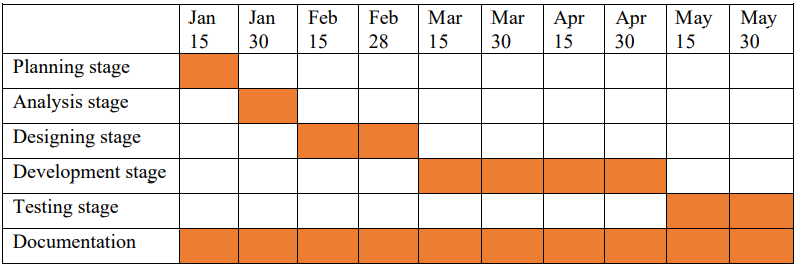 Jan Jan Feb Feb Mar Mar Apr Apr May May
15 30 15 28 15 30 15 30 15 30
Planning stage
Analysis stage
Designing stage
Development stage
Testing stage
Documentation